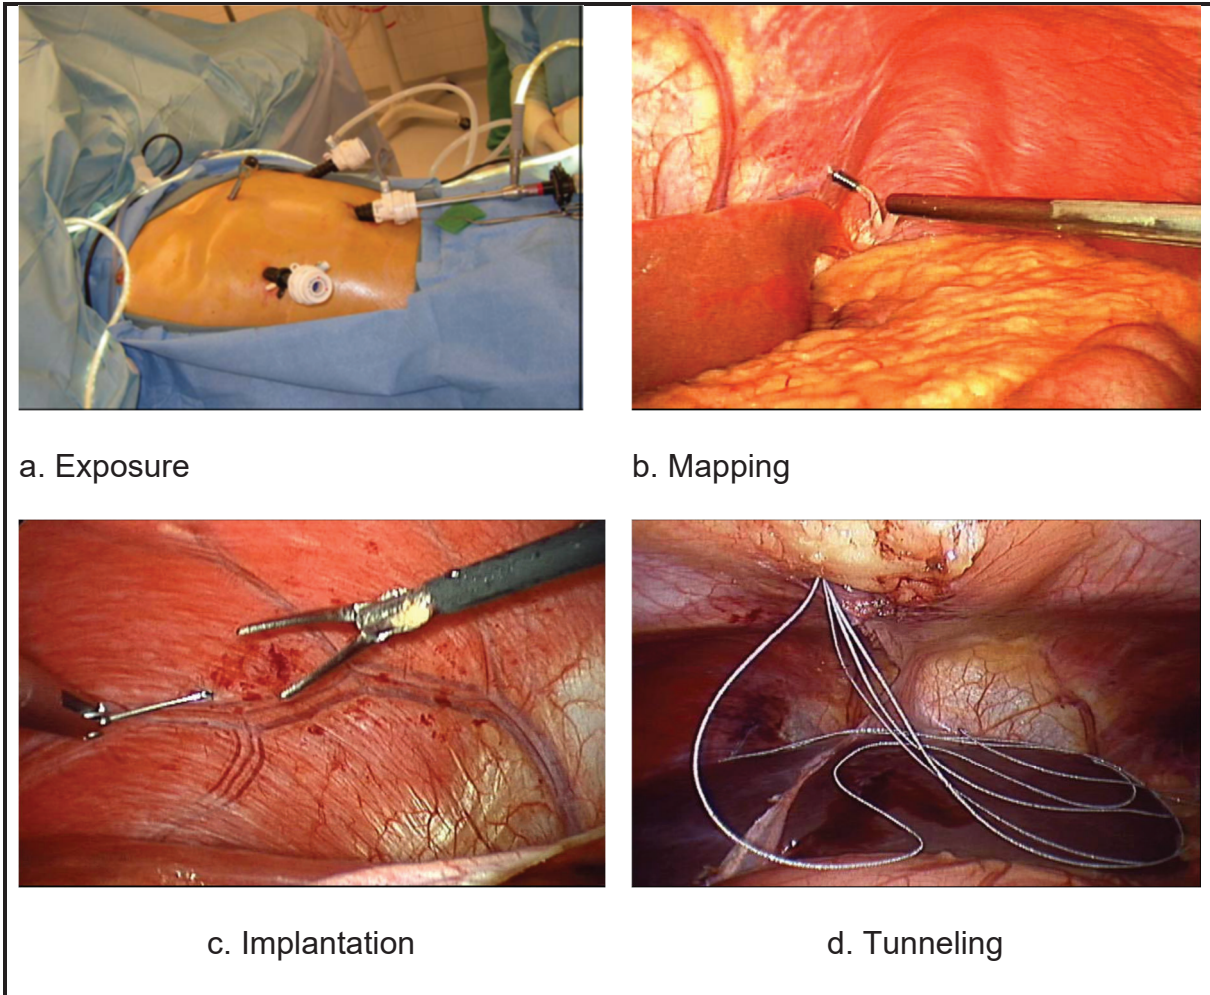 a. Exposure
b. Mapping
c. Implantation
d. Tunneling